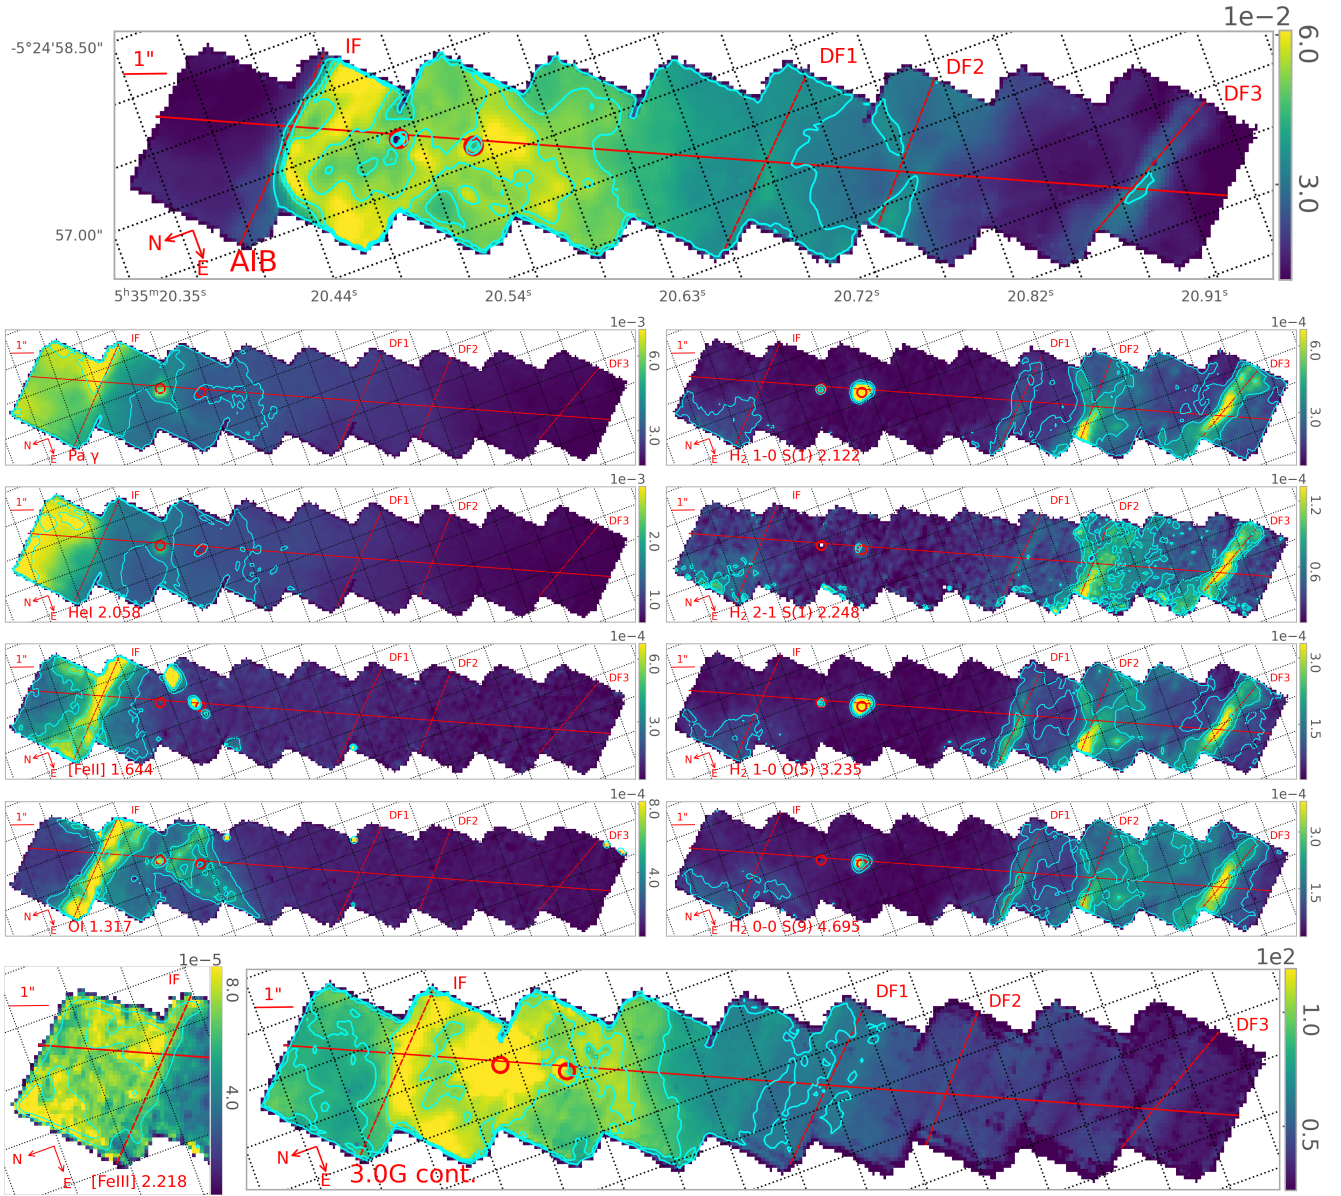 1e−2
-5°24'58.50"
1"
IF
DF1
DF2
DF3
6.0
3.0
57.00"
N
E
AIB
5ʰ35ᵐ20.35ˢ
20.44ˢ
20.54ˢ
20.63ˢ
20.72ˢ
20.82ˢ
20.91ˢ
1e−3
1"
IF
DF1
DF2
DF3
6.0
3.0
N
E
Pa γ
1e−4
1"
IF
DF1
DF2
DF3
6.0
3.0
N
E
H₂ 1-0 S(1) 2.122
1e−3
1"
IF
DF1
DF2
DF3
2.0
1.0
N
E
HeI 2.058
1e−4
1"
IF
DF1
DF2
DF3
1.2
0.6
N
E
H₂ 2-1 S(1) 2.248
1e−4
1"
IF
DF1
DF2
DF3
6.0
3.0
N
E
[FeII] 1.644
1e−4
1"
IF
DF1
DF2
DF3
3.0
1.5
N
E
H₂ 1-0 O(5) 3.235
1e−4
1"
IF
DF1
DF2
DF3
8.0
4.0
N
E
OI 1.317
1e−4
1"
IF
DF1
DF2
DF3
3.0
1.5
N
E
H₂ 0-0 S(9) 4.695
1e−5
1"
IF
8.0
4.0
N
E
[FeIII] 2.218
1e2
1"
IF
DF1
DF2
DF3
1.0
0.5
N
E
3.0G cont.